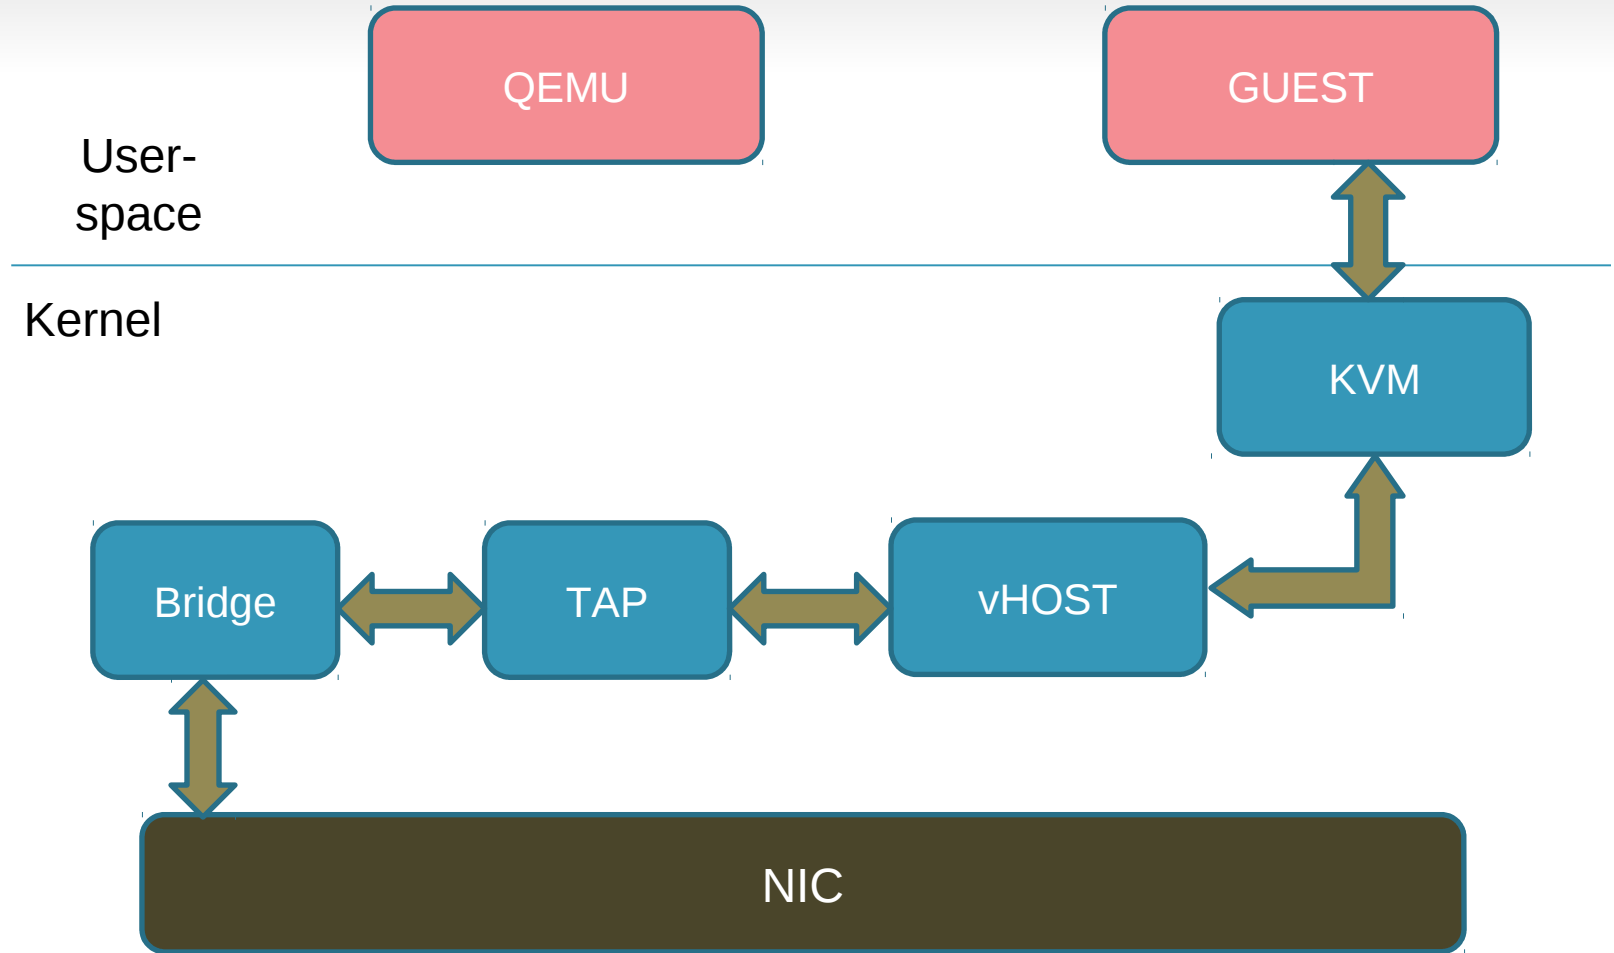 QEMU
GUEST
User-
space
Kernel
KVM
Bridge
TAP
vHOST
NIC